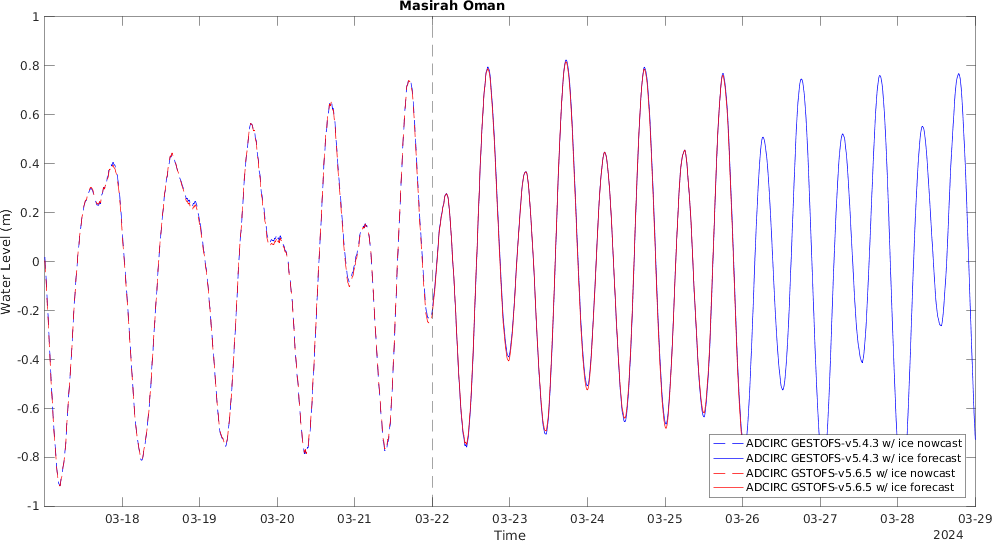 Masirah Oman
1
0.8
0.6
0.4
0.2
0
-0.2
-0.4
-0.6
-0.8
-1
Water Level (m)
ADCIRC GESTOFS-v5.4.3 w/ ice nowcast
ADCIRC GESTOFS-v5.4.3 w/ ice forecast
ADCIRC GSTOFS-v5.6.5 w/ ice nowcast
ADCIRC GSTOFS-v5.6.5 w/ ice forecast
03-18 03-19 03-20 03-21 03-22 03-23 03-24 03-25 03-26 03-27 03-28 03-29
Time
2024